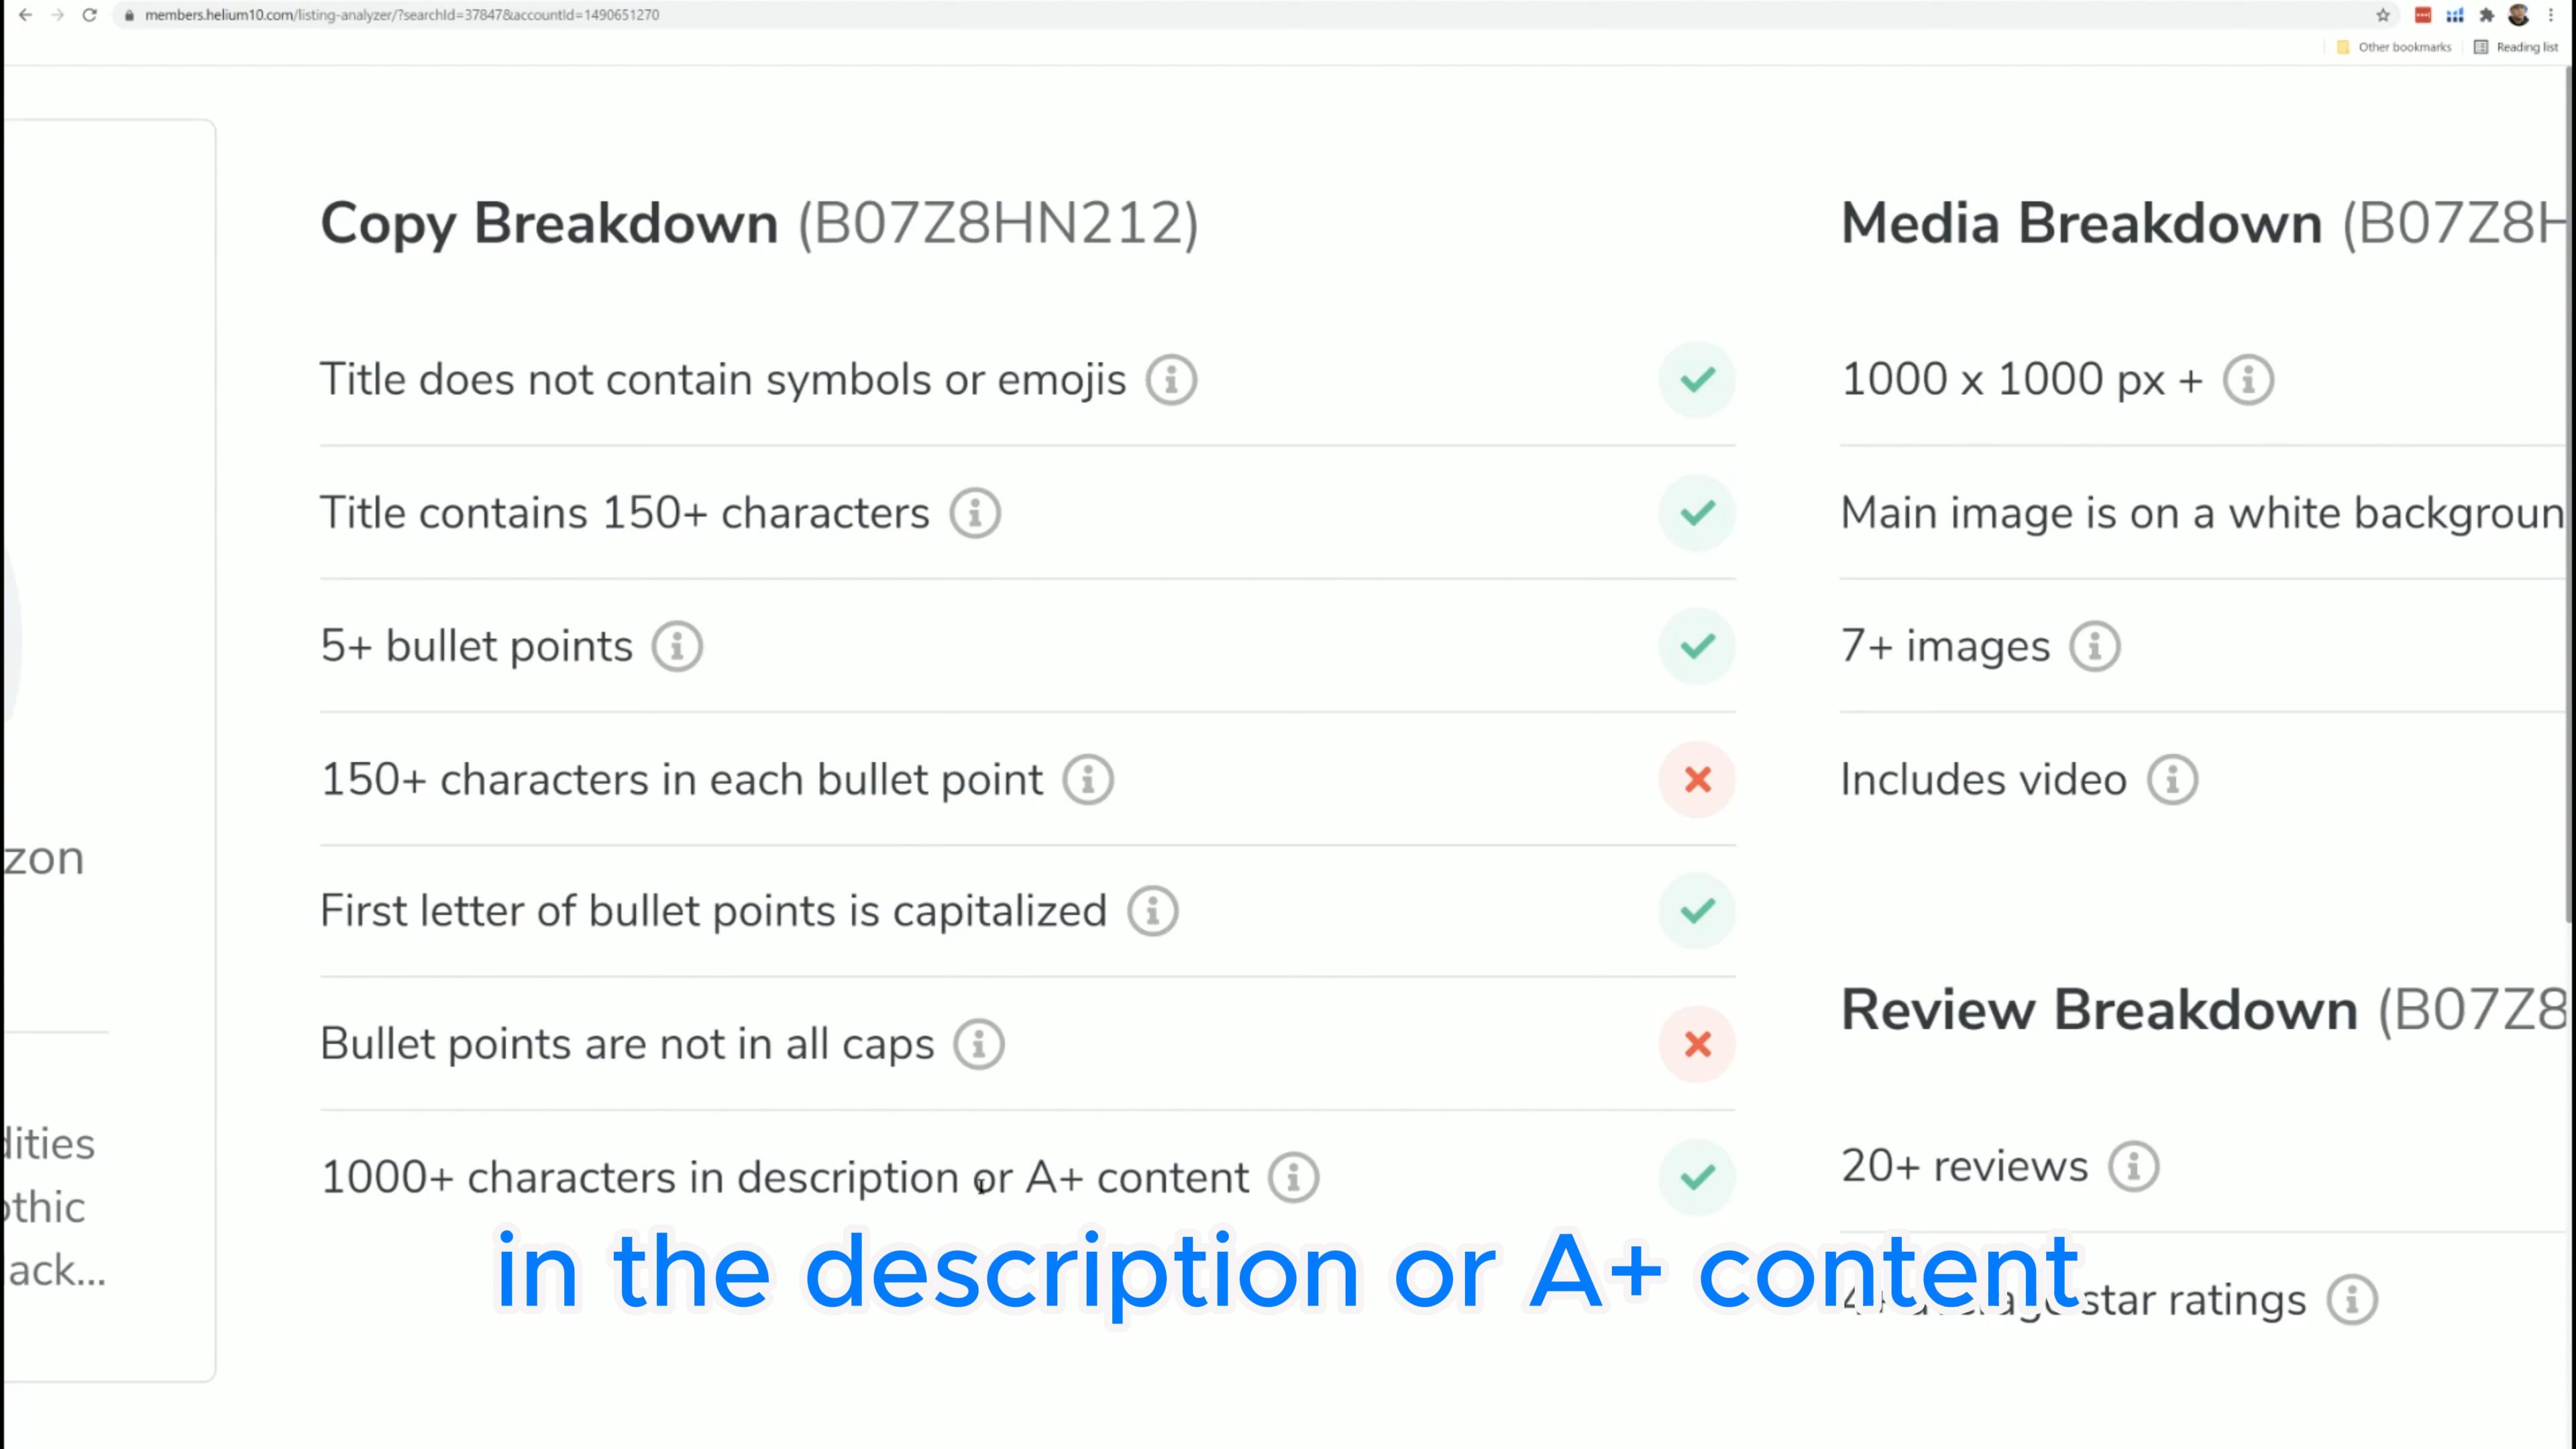 members.helium10.com/listing-analyzer/?searchId=37847&accountId=1490651270
Other bookmarks
Reading list
zon
dities
othic
ack...
Copy Breakdown (B07Z8HN212)
Title does not contain symbols or emojis
Title contains 150+ characters
5+ bullet points
150+ characters in each bullet point
First letter of bullet points is capitalized
Bullet points are not in all caps
1000+ characters in description or A+ content
Media Breakdown (B07Z8H
1000 x 1000 px +
Main image is on a white backgroun
7+ images
Includes video
Review Breakdown (B07Z8
20+ reviews
star ratings
in the description or A+ content